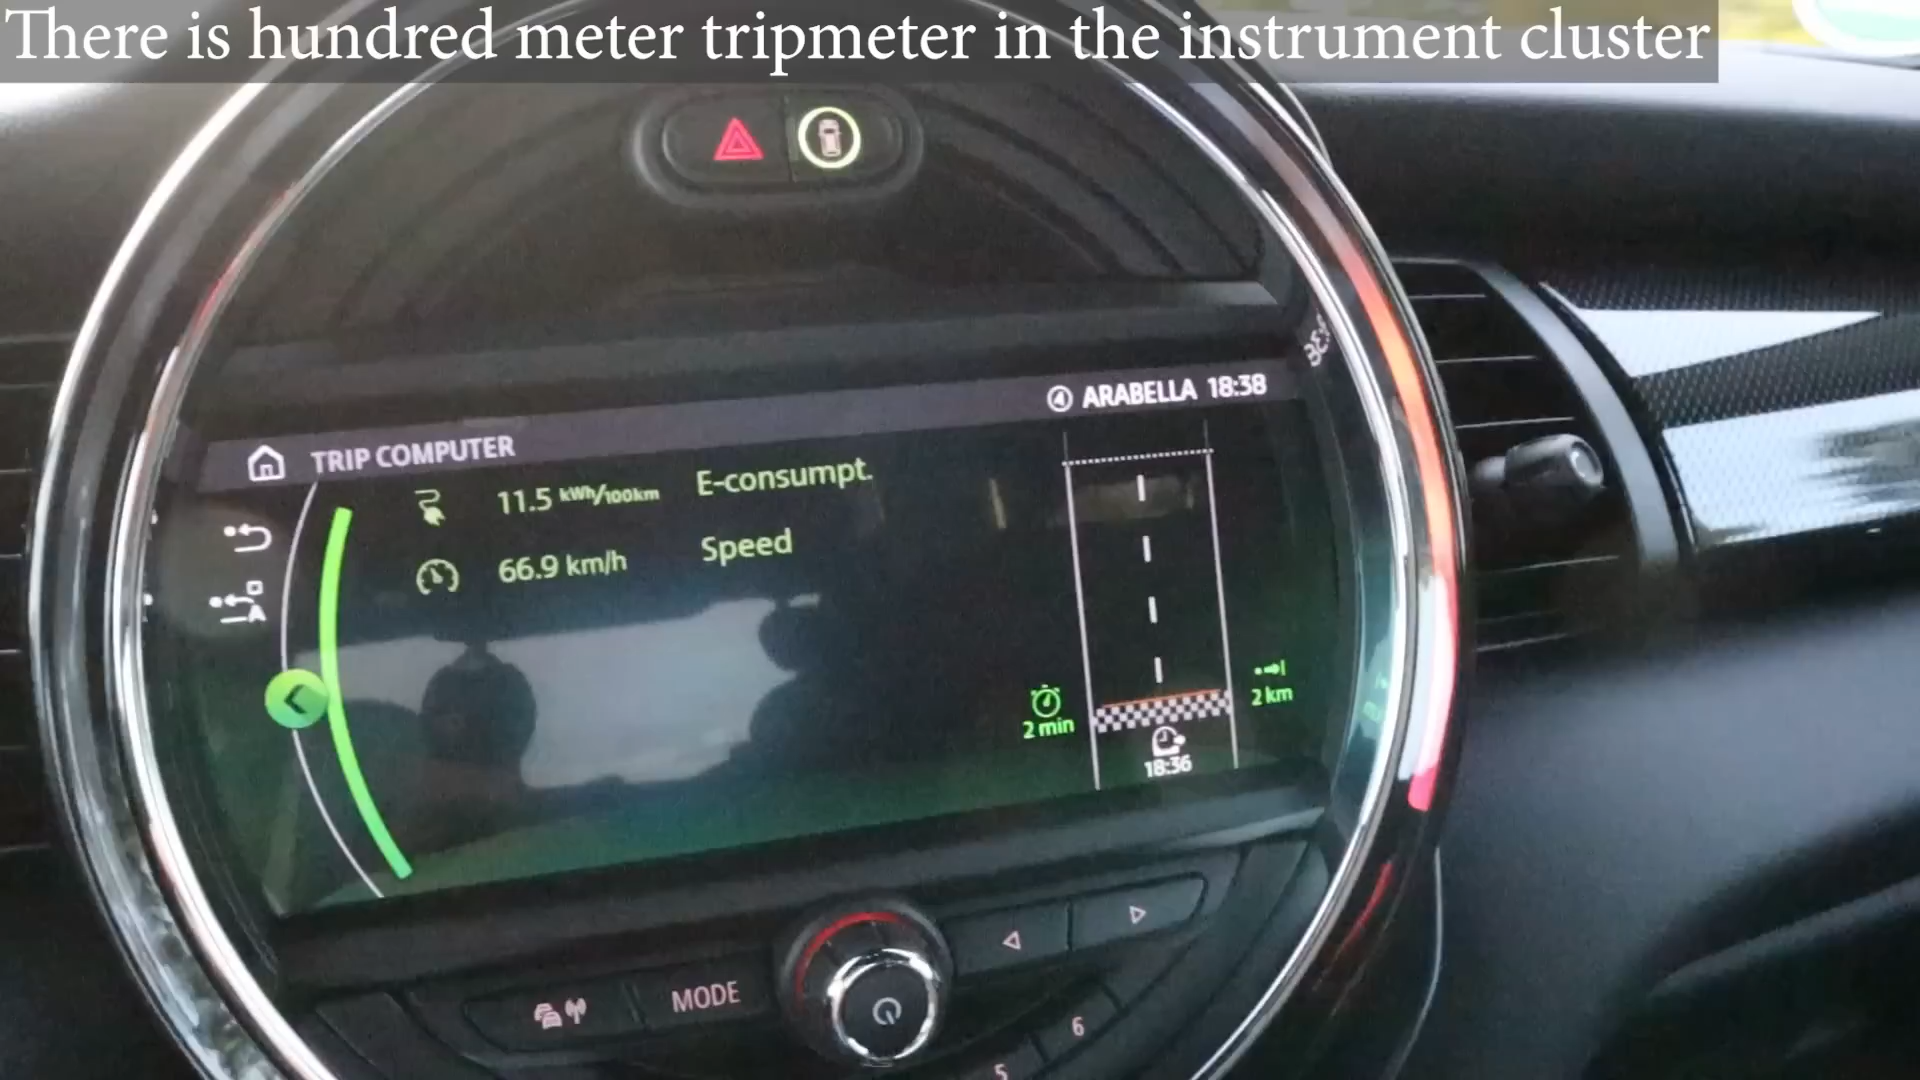 There is hundred meter tripmeter in the instrument cluster
ARABELLA 18:38
TRIP COMPUTER
11.5 kWh/100km E-consumpt.
66.9 km/h Speed
2 min
2 km
18:36
MODE
6
5